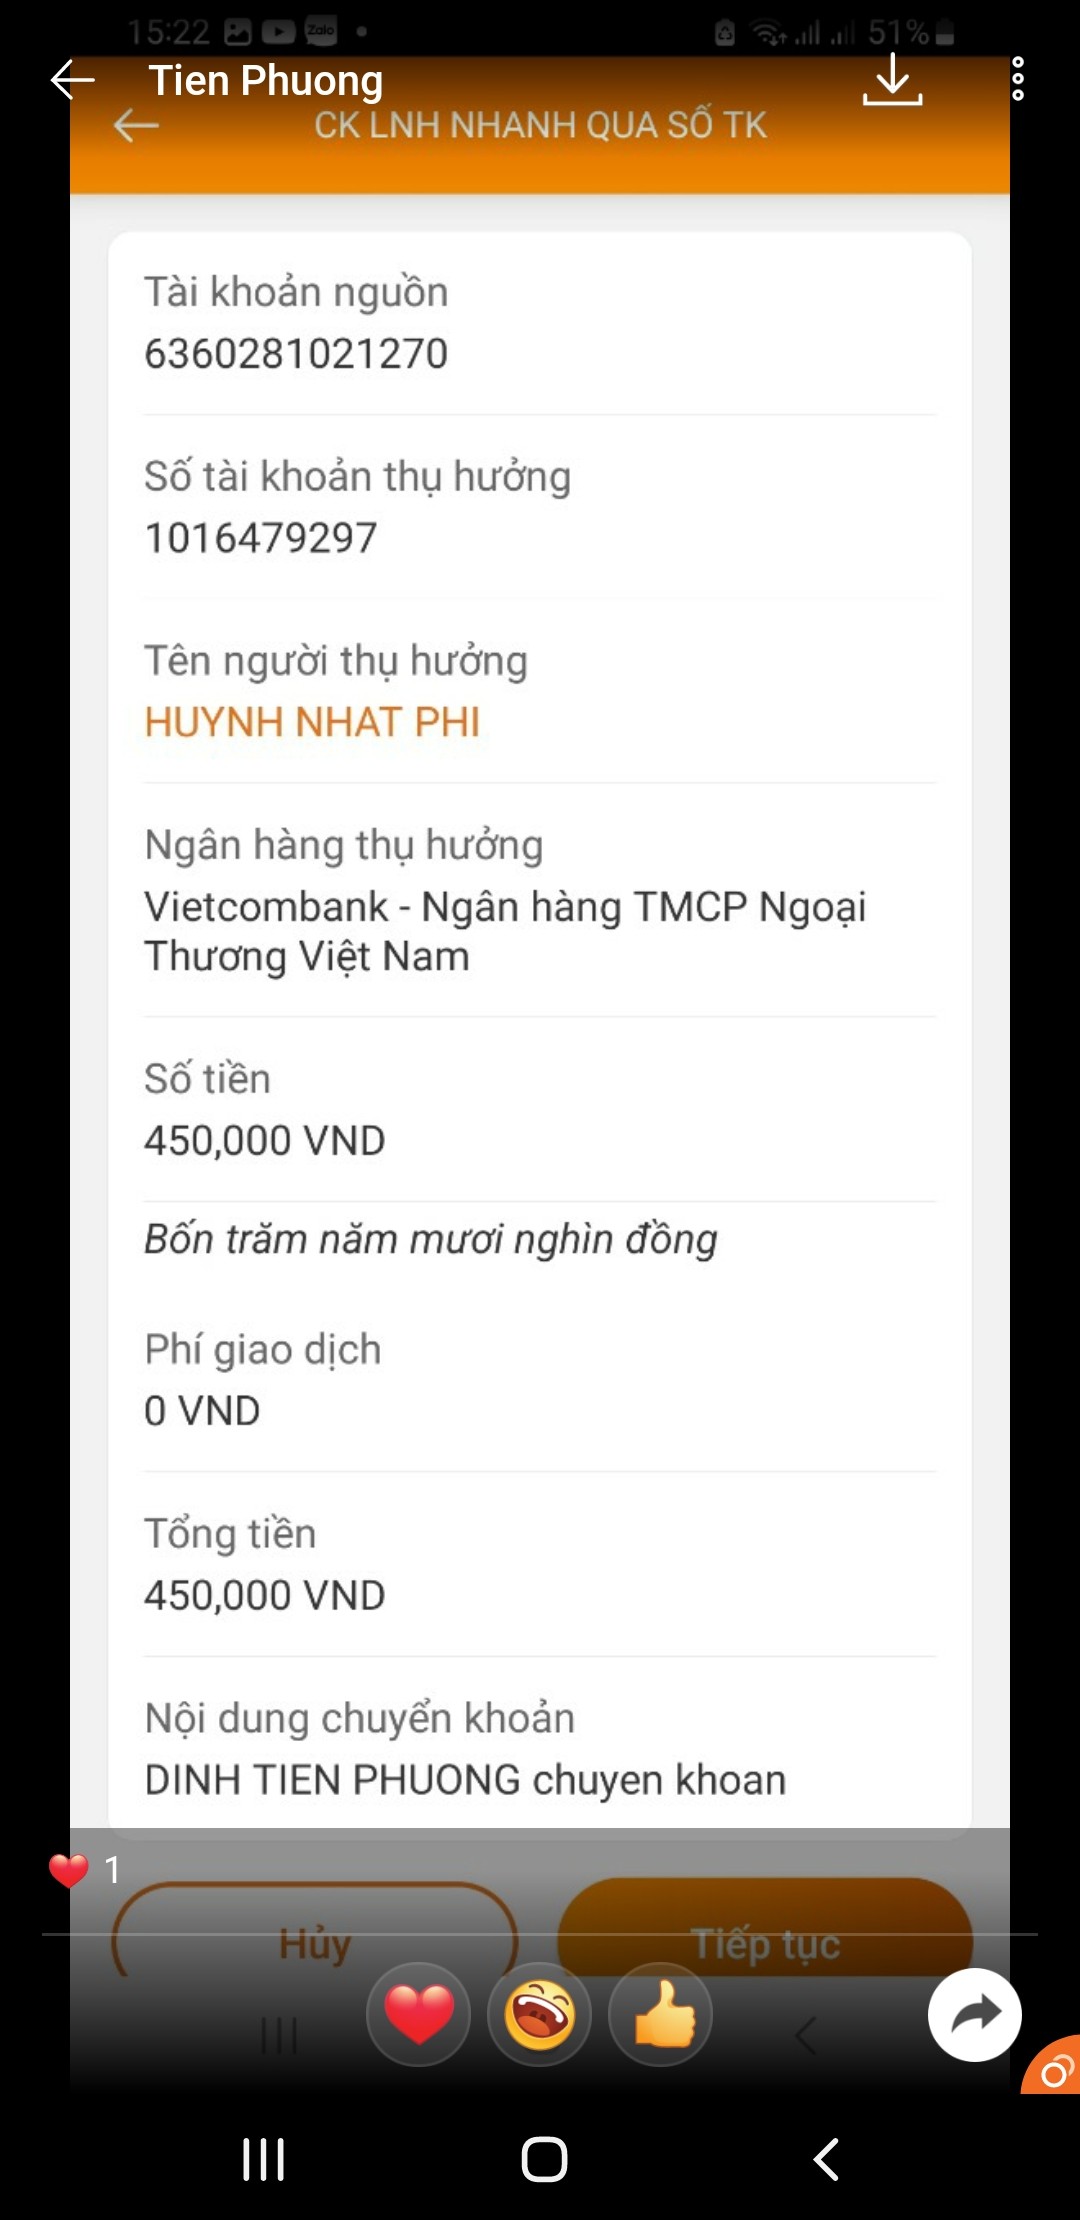 15:22
Zalo
51%
Tien Phuong
CK LNH NHANH QUA SỐ TK
Tài khoản nguồn
6360281021270
Số tài khoản thụ hưởng
1016479297
Tên người thụ hưởng
HUYNH NHAT PHI
Ngân hàng thụ hưởng
Vietcombank - Ngân hàng TMCP Ngoại
Thương Việt Nam
Số tiền
450,000 VND
Bốn trăm năm mươi nghìn đồng
Phí giao dịch
0 VND
Tổng tiền
450,000 VND
Nội dung chuyển khoản
DINH TIEN PHUONG chuyen khoan
1
Hủy
Tiếp tục